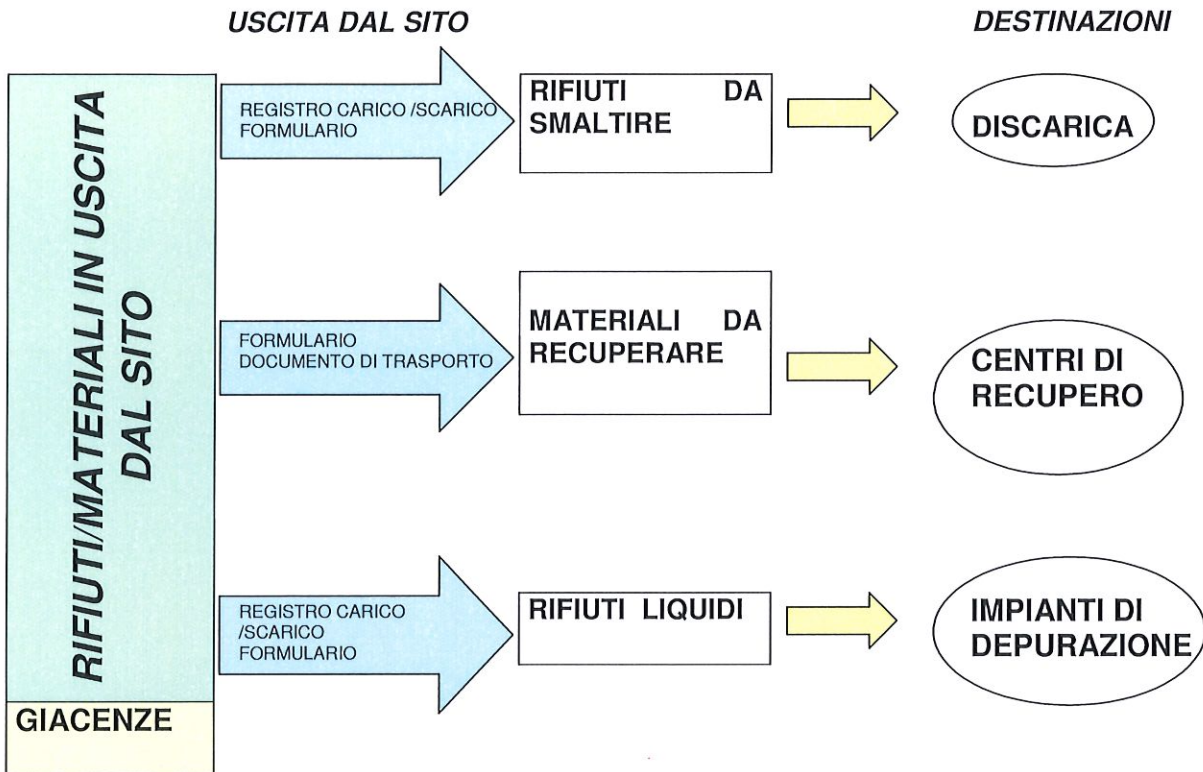 USCITA DAL SITO
DESTINAZIONI
RIFIUTI/MATERIALI IN USCITA
DAL SITO
GIACENZE
REGISTRO CARICO /SCARICO
FORMULARIO
RIFIUTI DA
SMALTIRE
DISCARICA
FORMULARIO
DOCUMENTO DI TRASPORTO
MATERIALI DA
RECUPERARE
CENTRI DI
RECUPERO
REGISTRO CARICO
/SCARICO
FORMULARIO
RIFIUTI LIQUIDI
IMPIANTI DI
DEPURAZIONE